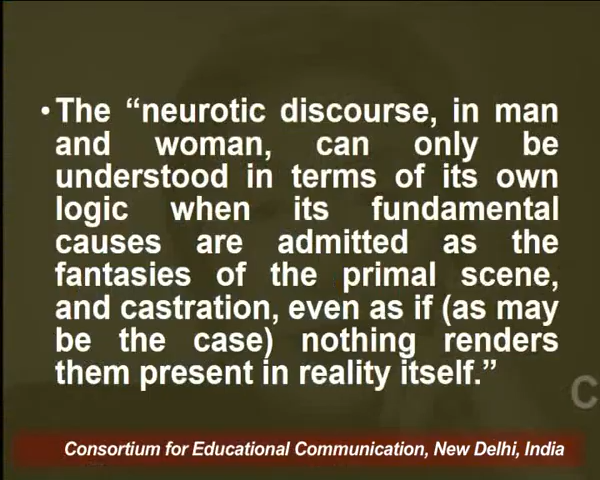 • The “neurotic discourse, in man
and woman, can only be
understood in terms of its own
logic when its fundamental
causes are admitted as the
fantasies of the primal scene,
and castration, even as if (as may
be the case) nothing renders
them present in reality itself.”
C
Consortium for Educational Communication, New Delhi, India